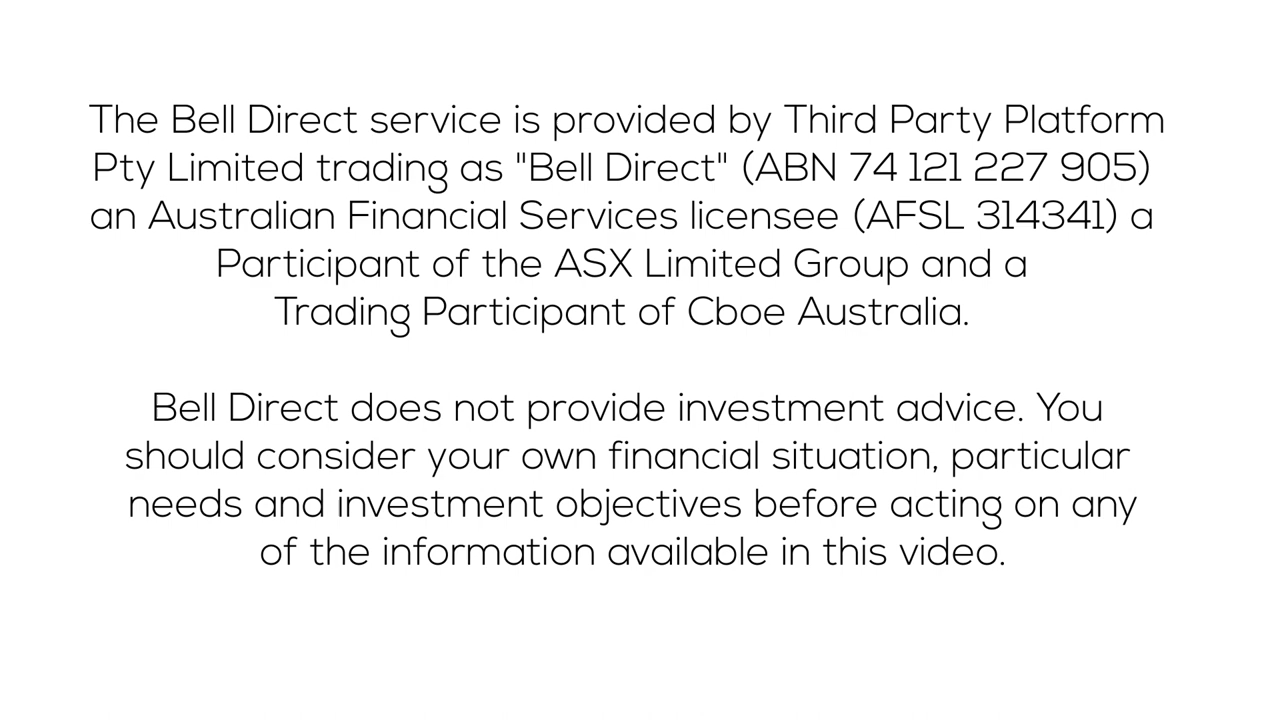 The Bell Direct service is provided by Third Party Platform
Pty Limited trading as "Bell Direct" (ABN 74 121 227 905)
an Australian Financial Services licensee (AFSL 314341) a
Participant of the ASX Limited Group and a
Trading Participant of Cboe Australia.
Bell Direct does not provide investment advice. You
should consider your own financial situation, particular
needs and investment objectives before acting on any
of the information available in this video.